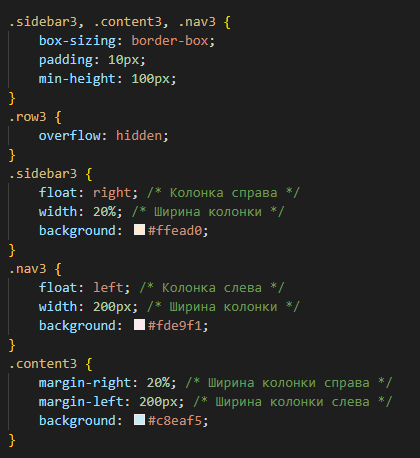 .sidebar3, .content3, .nav3 {
    box-sizing: border-box;
    padding: 10px;
    min-height: 100px;
}
.row3 {
    overflow: hidden;
}
.sidebar3 {
    float: right; /* Колонка справа */
    width: 20%; /* Ширина колонки */
    background: #ffead0;
}
.nav3 {
    float: left; /* Колонка слева */
    width: 200px; /* Ширина колонки */
    background: #fde9f1;
}
.content3 {
    margin-right: 20%; /* Ширина колонки справа */
    margin-left: 200px; /* Ширина колонки слева */
    background: #c8eaf5;
}